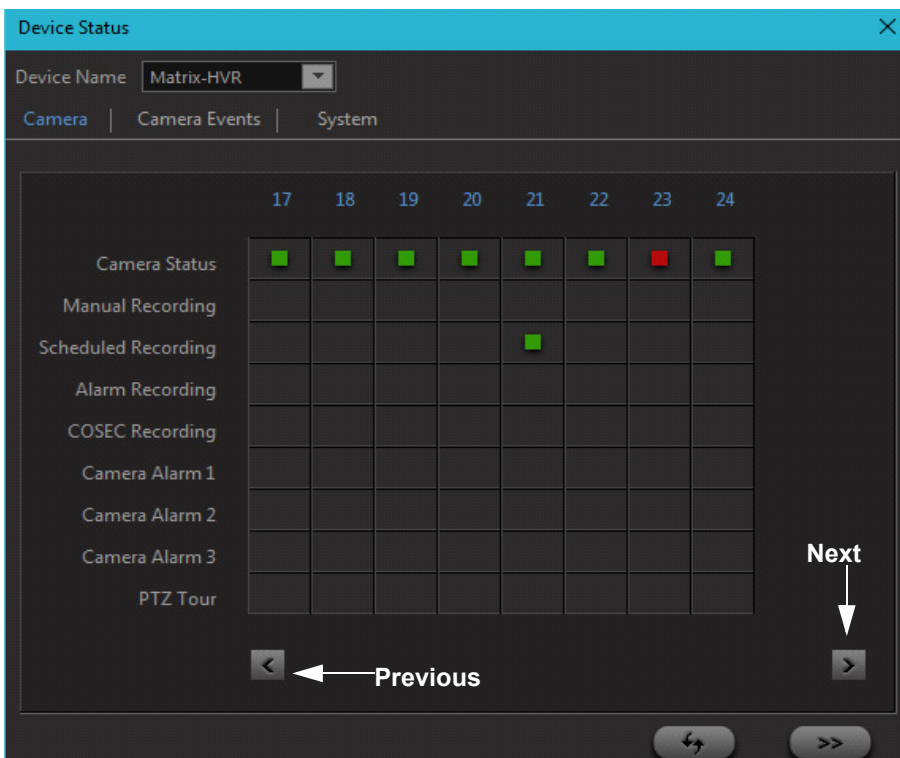 Device Status
Device Name Matrix-HVR
Camera | Camera Events | System
17 18 19 20 21 22 23 24
Camera Status
Manual Recording
Scheduled Recording
Alarm Recording
COSEC Recording
Camera Alarm 1
Camera Alarm 2
Camera Alarm 3
PTZ Tour
Next
< Previous >
>>